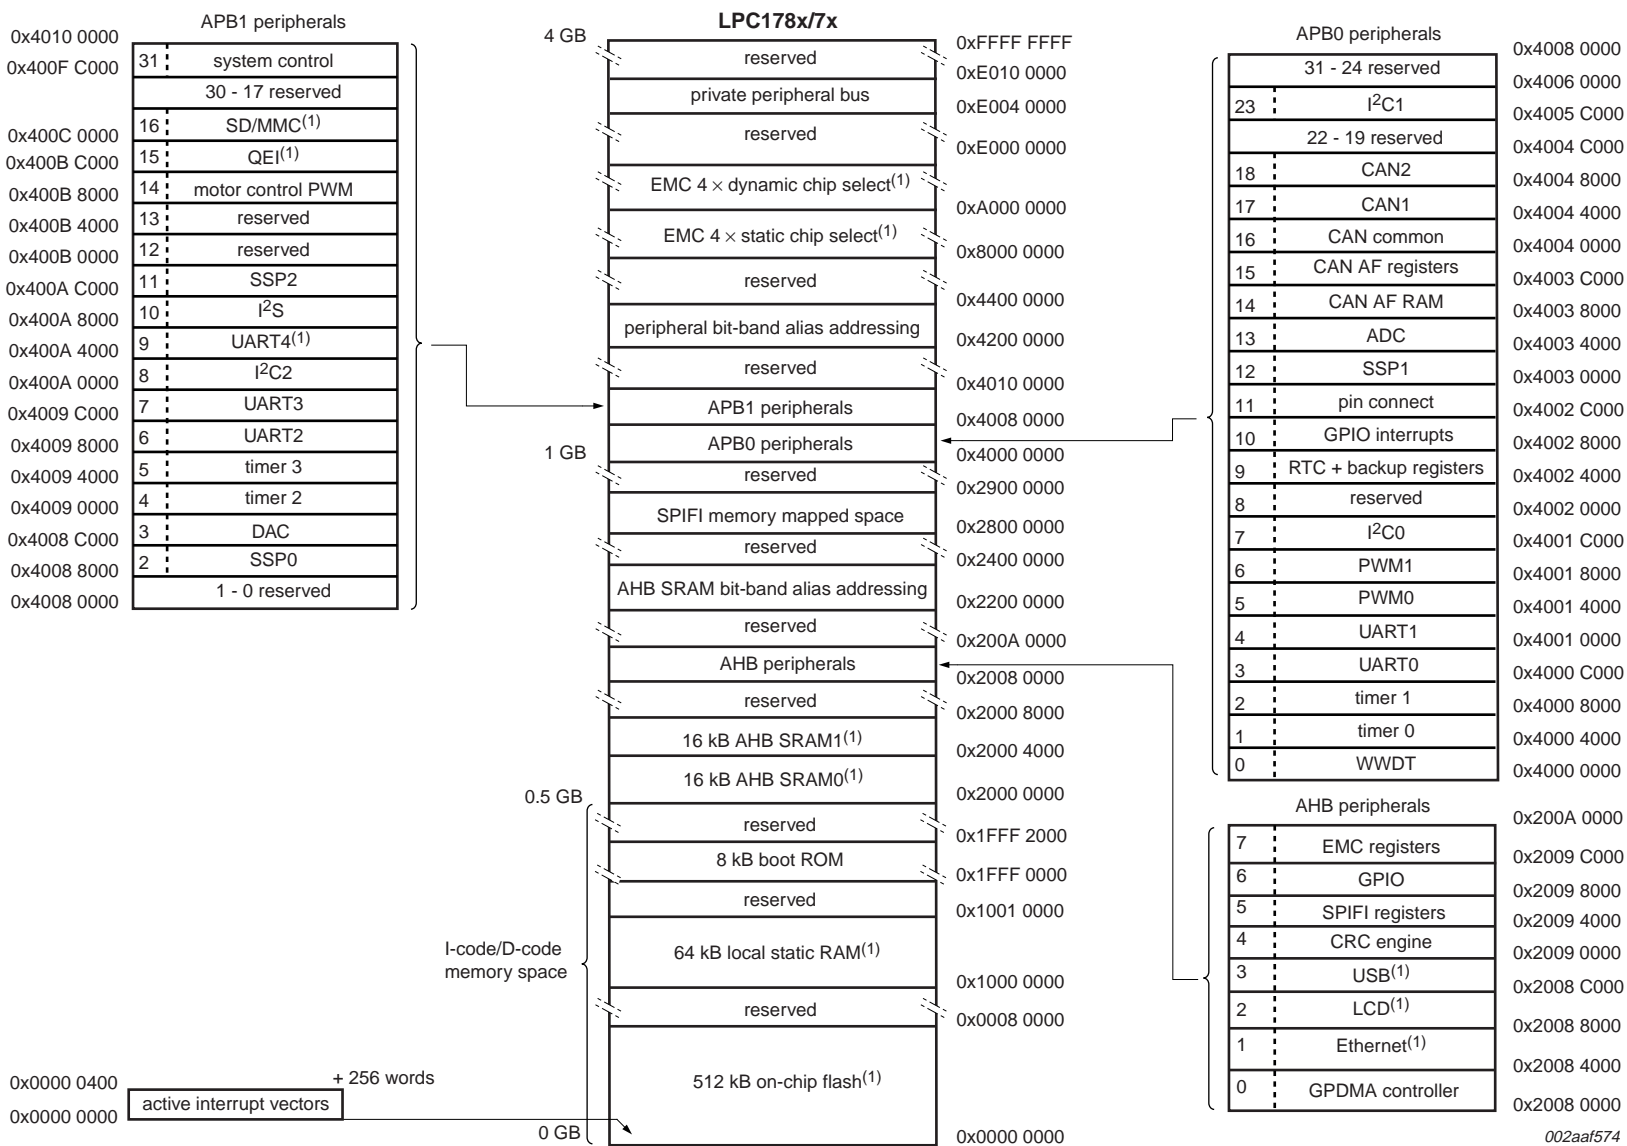 APB1 peripherals
0x4010 0000
31 system control
0x400F C000
30 - 17 reserved
16 SD/MMC(1)
0x400C 0000
15 QEI(1)
0x400B C000
14 motor control PWM
0x400B 8000
13 reserved
0x400B 4000
12 reserved
0x400B 0000
11 SSP2
0x400A C000
10 I2S
0x400A 8000
9 UART4(1)
0x400A 4000
8 I2C2
0x400A 0000
7 UART3
0x4009 C000
6 UART2
0x4009 8000
5 timer 3
0x4009 4000
4 timer 2
0x4009 0000
3 DAC
0x4008 C000
2 SSP0
0x4008 8000
1 - 0 reserved
0x4008 0000
LPC178x/7x
4 GB
0xFFFF FFFF
reserved
0xE010 0000
private peripheral bus
0xE004 0000
reserved
0xE000 0000
EMC 4 × dynamic chip select(1)
0xA000 0000
EMC 4 × static chip select(1)
0x8000 0000
reserved
0x4400 0000
peripheral bit-band alias addressing
0x4200 0000
reserved
0x4010 0000
APB1 peripherals
0x4008 0000
APB0 peripherals
1 GB
0x4000 0000
reserved
0x2900 0000
SPIFI memory mapped space
0x2800 0000
reserved
0x2400 0000
AHB SRAM bit-band alias addressing
0x2200 0000
reserved
0x200A 0000
AHB peripherals
0x2008 0000
reserved
0x2000 8000
16 kB AHB SRAM1(1)
0x2000 4000
16 kB AHB SRAM0(1)
0.5 GB
0x2000 0000
reserved
0x1FFF 2000
8 kB boot ROM
0x1FFF 0000
reserved
0x1001 0000
I-code/D-code
memory space
64 kB local static RAM(1)
0x1000 0000
reserved
0x0008 0000
512 kB on-chip flash(1)
0 GB
0x0000 0000
0x0000 0400
+ 256 words
active interrupt vectors
0x0000 0000
APB0 peripherals
0x4008 0000
31 - 24 reserved
0x4006 0000
23 I2C1
0x4005 C000
22 - 19 reserved
0x4004 C000
18 CAN2
0x4004 8000
17 CAN1
0x4004 4000
16 CAN common
0x4004 0000
15 CAN AF registers
0x4003 C000
14 CAN AF RAM
0x4003 8000
13 ADC
0x4003 4000
12 SSP1
0x4003 0000
11 pin connect
0x4002 C000
10 GPIO interrupts
0x4002 8000
9 RTC + backup registers
0x4002 4000
8 reserved
0x4002 0000
7 I2C0
0x4001 C000
6 PWM1
0x4001 8000
5 PWM0
0x4001 4000
4 UART1
0x4001 0000
3 UART0
0x4000 C000
2 timer 1
0x4000 8000
1 timer 0
0x4000 4000
0 WWDT
0x4000 0000
AHB peripherals
0x200A 0000
7 EMC registers
0x2009 C000
6 GPIO
0x2009 8000
5 SPIFI registers
0x2009 4000
4 CRC engine
0x2009 0000
3 USB(1)
0x2008 C000
2 LCD(1)
0x2008 8000
1 Ethernet(1)
0x2008 4000
0 GPDMA controller
0x2008 0000
002aaf574